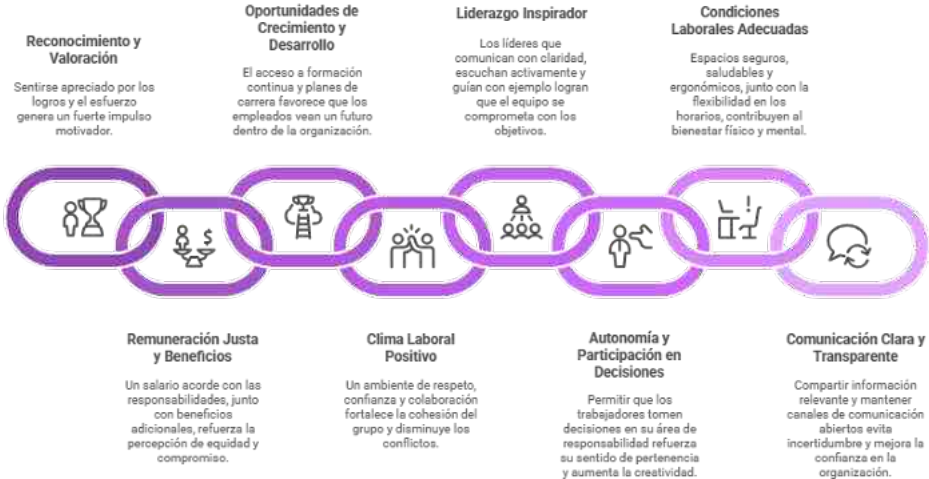 Reconocimiento y
Valoración
Sentirse apreciado por los
logros y el esfuerzo
genera un fuerte impulso
motivador.
Remuneración Justa
y Beneficios
Un salario acorde con las
responsabilidades, junto
con beneficios
adicionales, refuerza la
percepción de equidad y
compromiso.
Oportunidades de
Crecimiento y
Desarrollo
El acceso a formación
continua y planes de
carrera favorece que los
empleados vean un futuro
dentro de la organización.
Clima Laboral
Positivo
Un ambiente de respeto,
confianza y colaboración
fortalece la cohesión del
grupo y disminuye los
conflictos.
Liderazgo Inspirador
Los líderes que
comunican con claridad,
escuchan activamente y
guían con ejemplo logran
que el equipo se
comprometa con los
objetivos.
Autonomía y
Participación en
Decisiones
Permitir que los
trabajadores tomen
decisiones en su área de
responsabilidad refuerza
su sentido de pertenencia
y aumenta la creatividad.
Condiciones
Laborales Adecuadas
Espacios seguros,
saludables y
ergonómicos, junto con la
flexibilidad en los
horarios, contribuyen al
bienestar físico y mental.
Comunicación Clara y
Transparente
Compartir información
relevante y mantener
canales de comunicación
abiertos evita
incertidumbre y mejora la
confianza en la
organización.